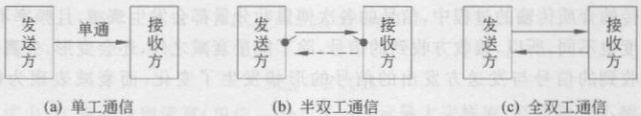 发送方 单通 接收方
发送方 接收方
发送方 接收方
(a) 单工通信 (b) 半双工通信 (c) 全双工通信